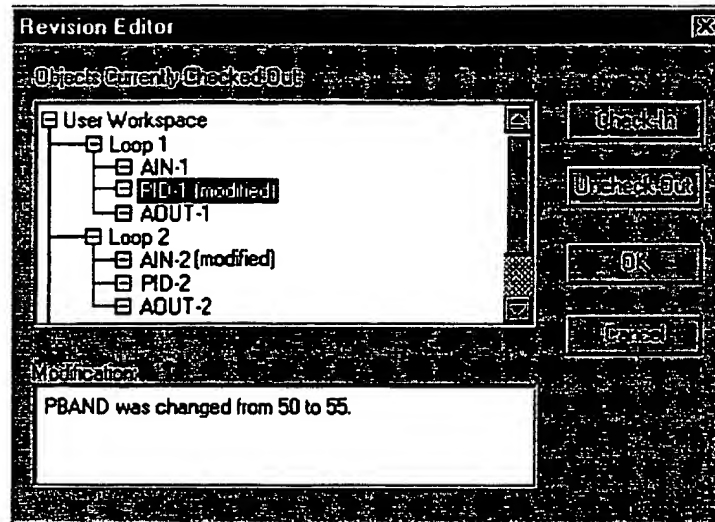 Revision Editor
Objects Currently Checked Out:
User Workspace
Loop 1
AIN-1
PID-1 (modified)
AOUT-1
Loop 2
AIN-2(modified)
PID-2
AOUT-2
Check-In
Uncheck-Out
OK
Cancel
Modification:
PBAND was changed from 50 to 55.